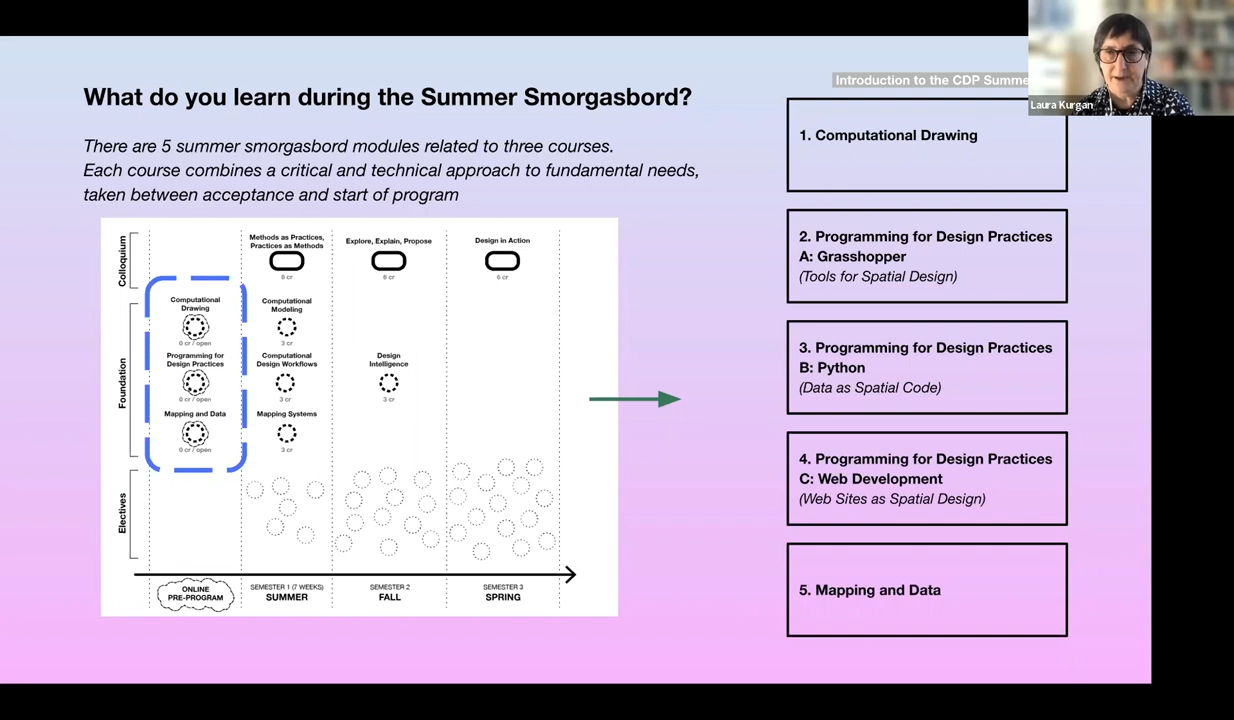 Introduction to the CDP Summe
Laura Kurgan
What do you learn during the Summer Smorgasbord?
There are 5 summer smorgasbord modules related to three courses.
Each course combines a critical and technical approach to fundamental needs,
taken between acceptance and start of program
Colloquium
Methods as Practices,
Practices as Methods
6 cr
Explore, Explain, Propose
6 cr
Design in Action
6 cr
Foundation
Computational
Drawing
0 cr / open
Computational
Modeling
3 cr
Programming for
Design Practices
0 cr / open
Computational
Design Workflows
3 cr
Design
Intelligence
3 cr
Mapping and Data
0 cr / open
Mapping Systems
3 cr
Electives
ONLINE
PRE-PROGRAM
SEMESTER 1 (7 WEEKS)
SUMMER
SEMESTER 2
FALL
SEMESTER 3
SPRING
1. Computational Drawing
2. Programming for Design Practices
A: Grasshopper
(Tools for Spatial Design)
3. Programming for Design Practices
B: Python
(Data as Spatial Code)
4. Programming for Design Practices
C: Web Development
(Web Sites as Spatial Design)
5. Mapping and Data